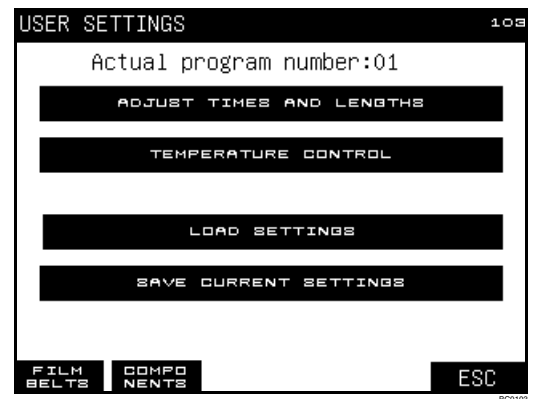 USER SETTINGS 103
Actual program number:01
ADJUST TIMES AND LENGTHS
TEMPERATURE CONTROL
LOAD SETTINGS
SAVE CURRENT SETTINGS
FILM
BELTS
COMPO
NENTS
ESC